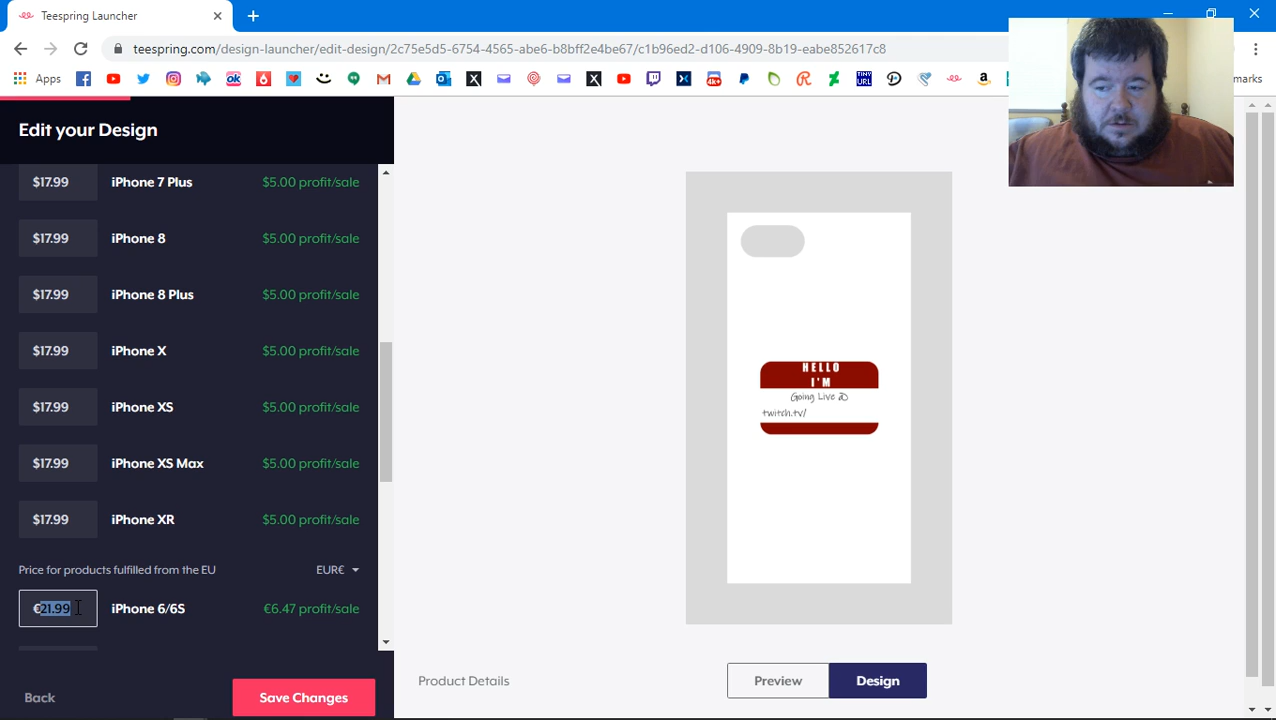 Teespring Launcher
teespring.com/design-launcher/edit-design/2c75e5d5-6754-4565-abe6-b8bff2e4be67/c1b96ed2-d106-4909-8b19-eabe852617c8
Apps
marks
Edit your Design
$17.99 iPhone 7 Plus $5.00 profit/sale
$17.99 iPhone 8 $5.00 profit/sale
$17.99 iPhone 8 Plus $5.00 profit/sale
$17.99 iPhone X $5.00 profit/sale
$17.99 iPhone XS $5.00 profit/sale
$17.99 iPhone XS Max $5.00 profit/sale
$17.99 iPhone XR $5.00 profit/sale
Price for products fulfilled from the EU EUR€
€21.99 iPhone 6/6S €6.47 profit/sale
Back Save Changes
HELLO
I'M
Going Live @
twitch.tv/
Product Details Preview Design